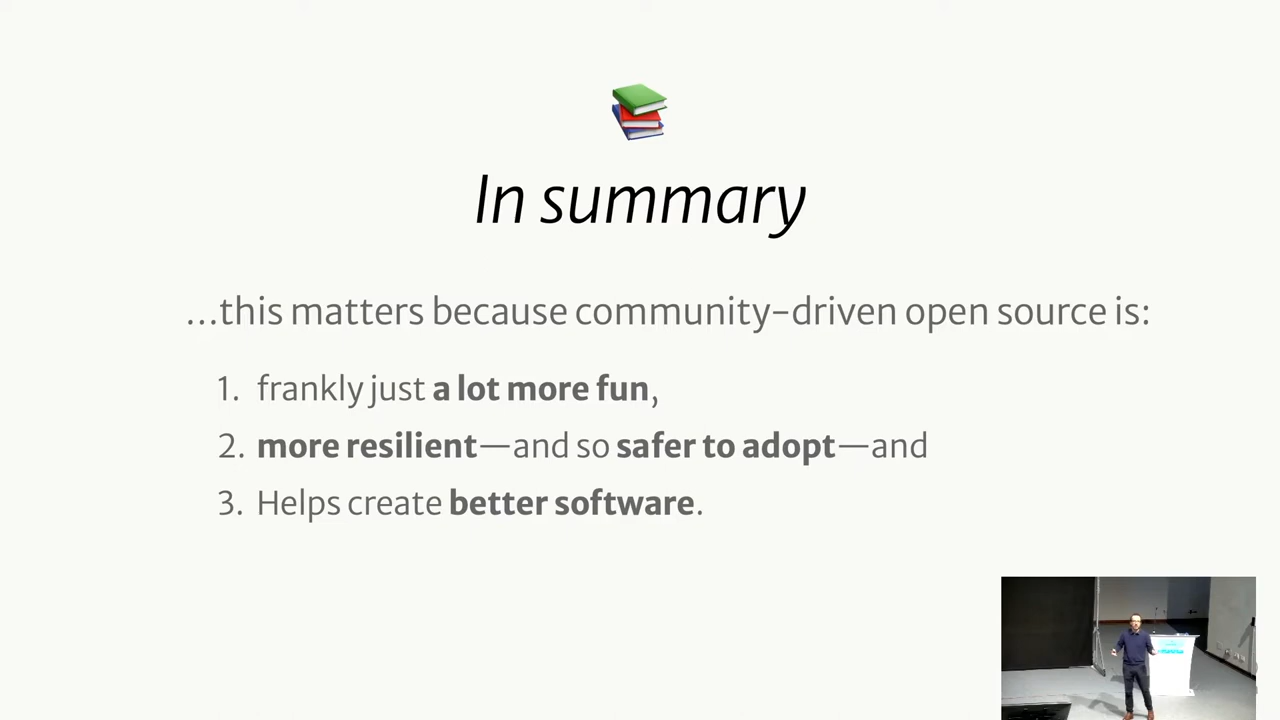 In summary
…this matters because community-driven open source is:
1. frankly just a lot more fun,
2. more resilient—and so safer to adopt—and
3. Helps create better software.